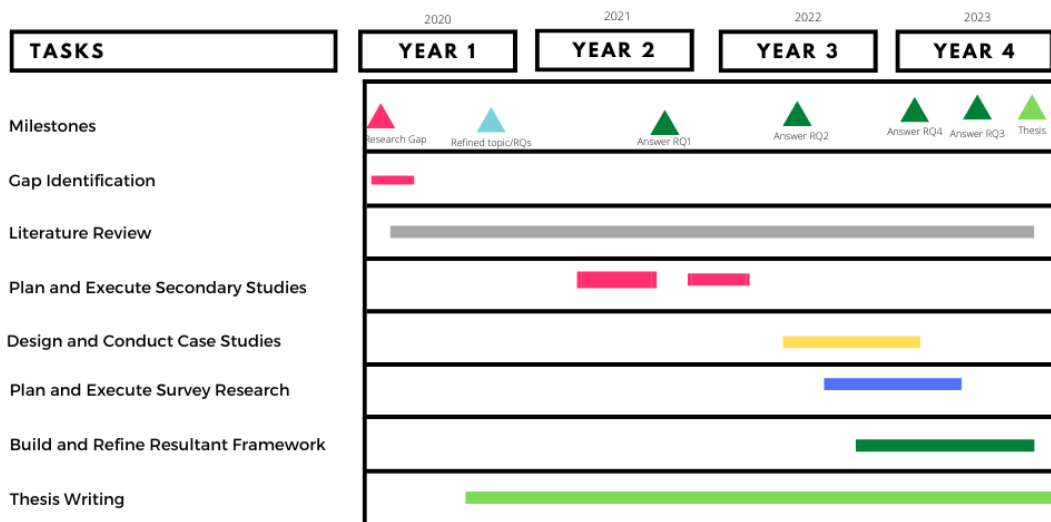 2020 2021 2022 2023
TASKS YEAR 1 YEAR 2 YEAR 3 YEAR 4
Milestones
Research Gap Refined topic/RQs Answer RQ1 Answer RQ2 Answer RQ4 Answer RQ3 Thesis
Gap Identification
Literature Review
Plan and Execute Secondary Studies
Design and Conduct Case Studies
Plan and Execute Survey Research
Build and Refine Resultant Framework
Thesis Writing